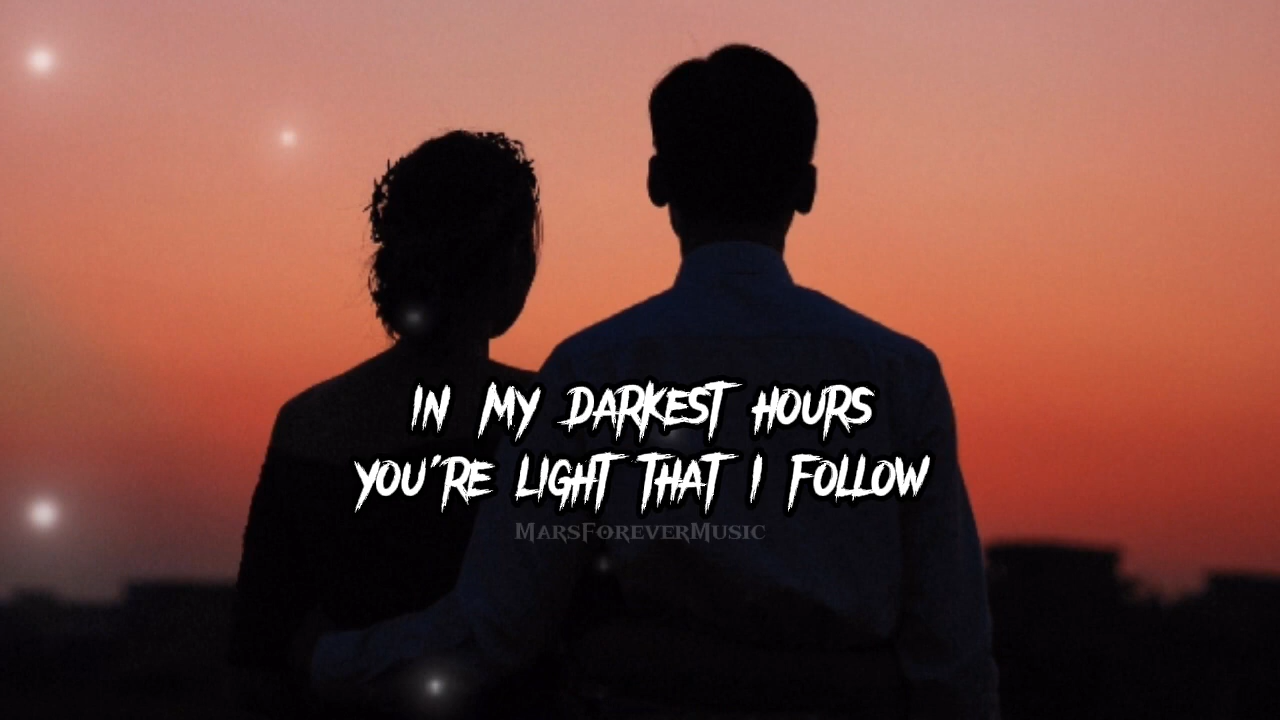 IN MY DARKEST HOURS
YOU'RE LIGHT THAT I FOLLOW
MARSFOREVERMUSIC